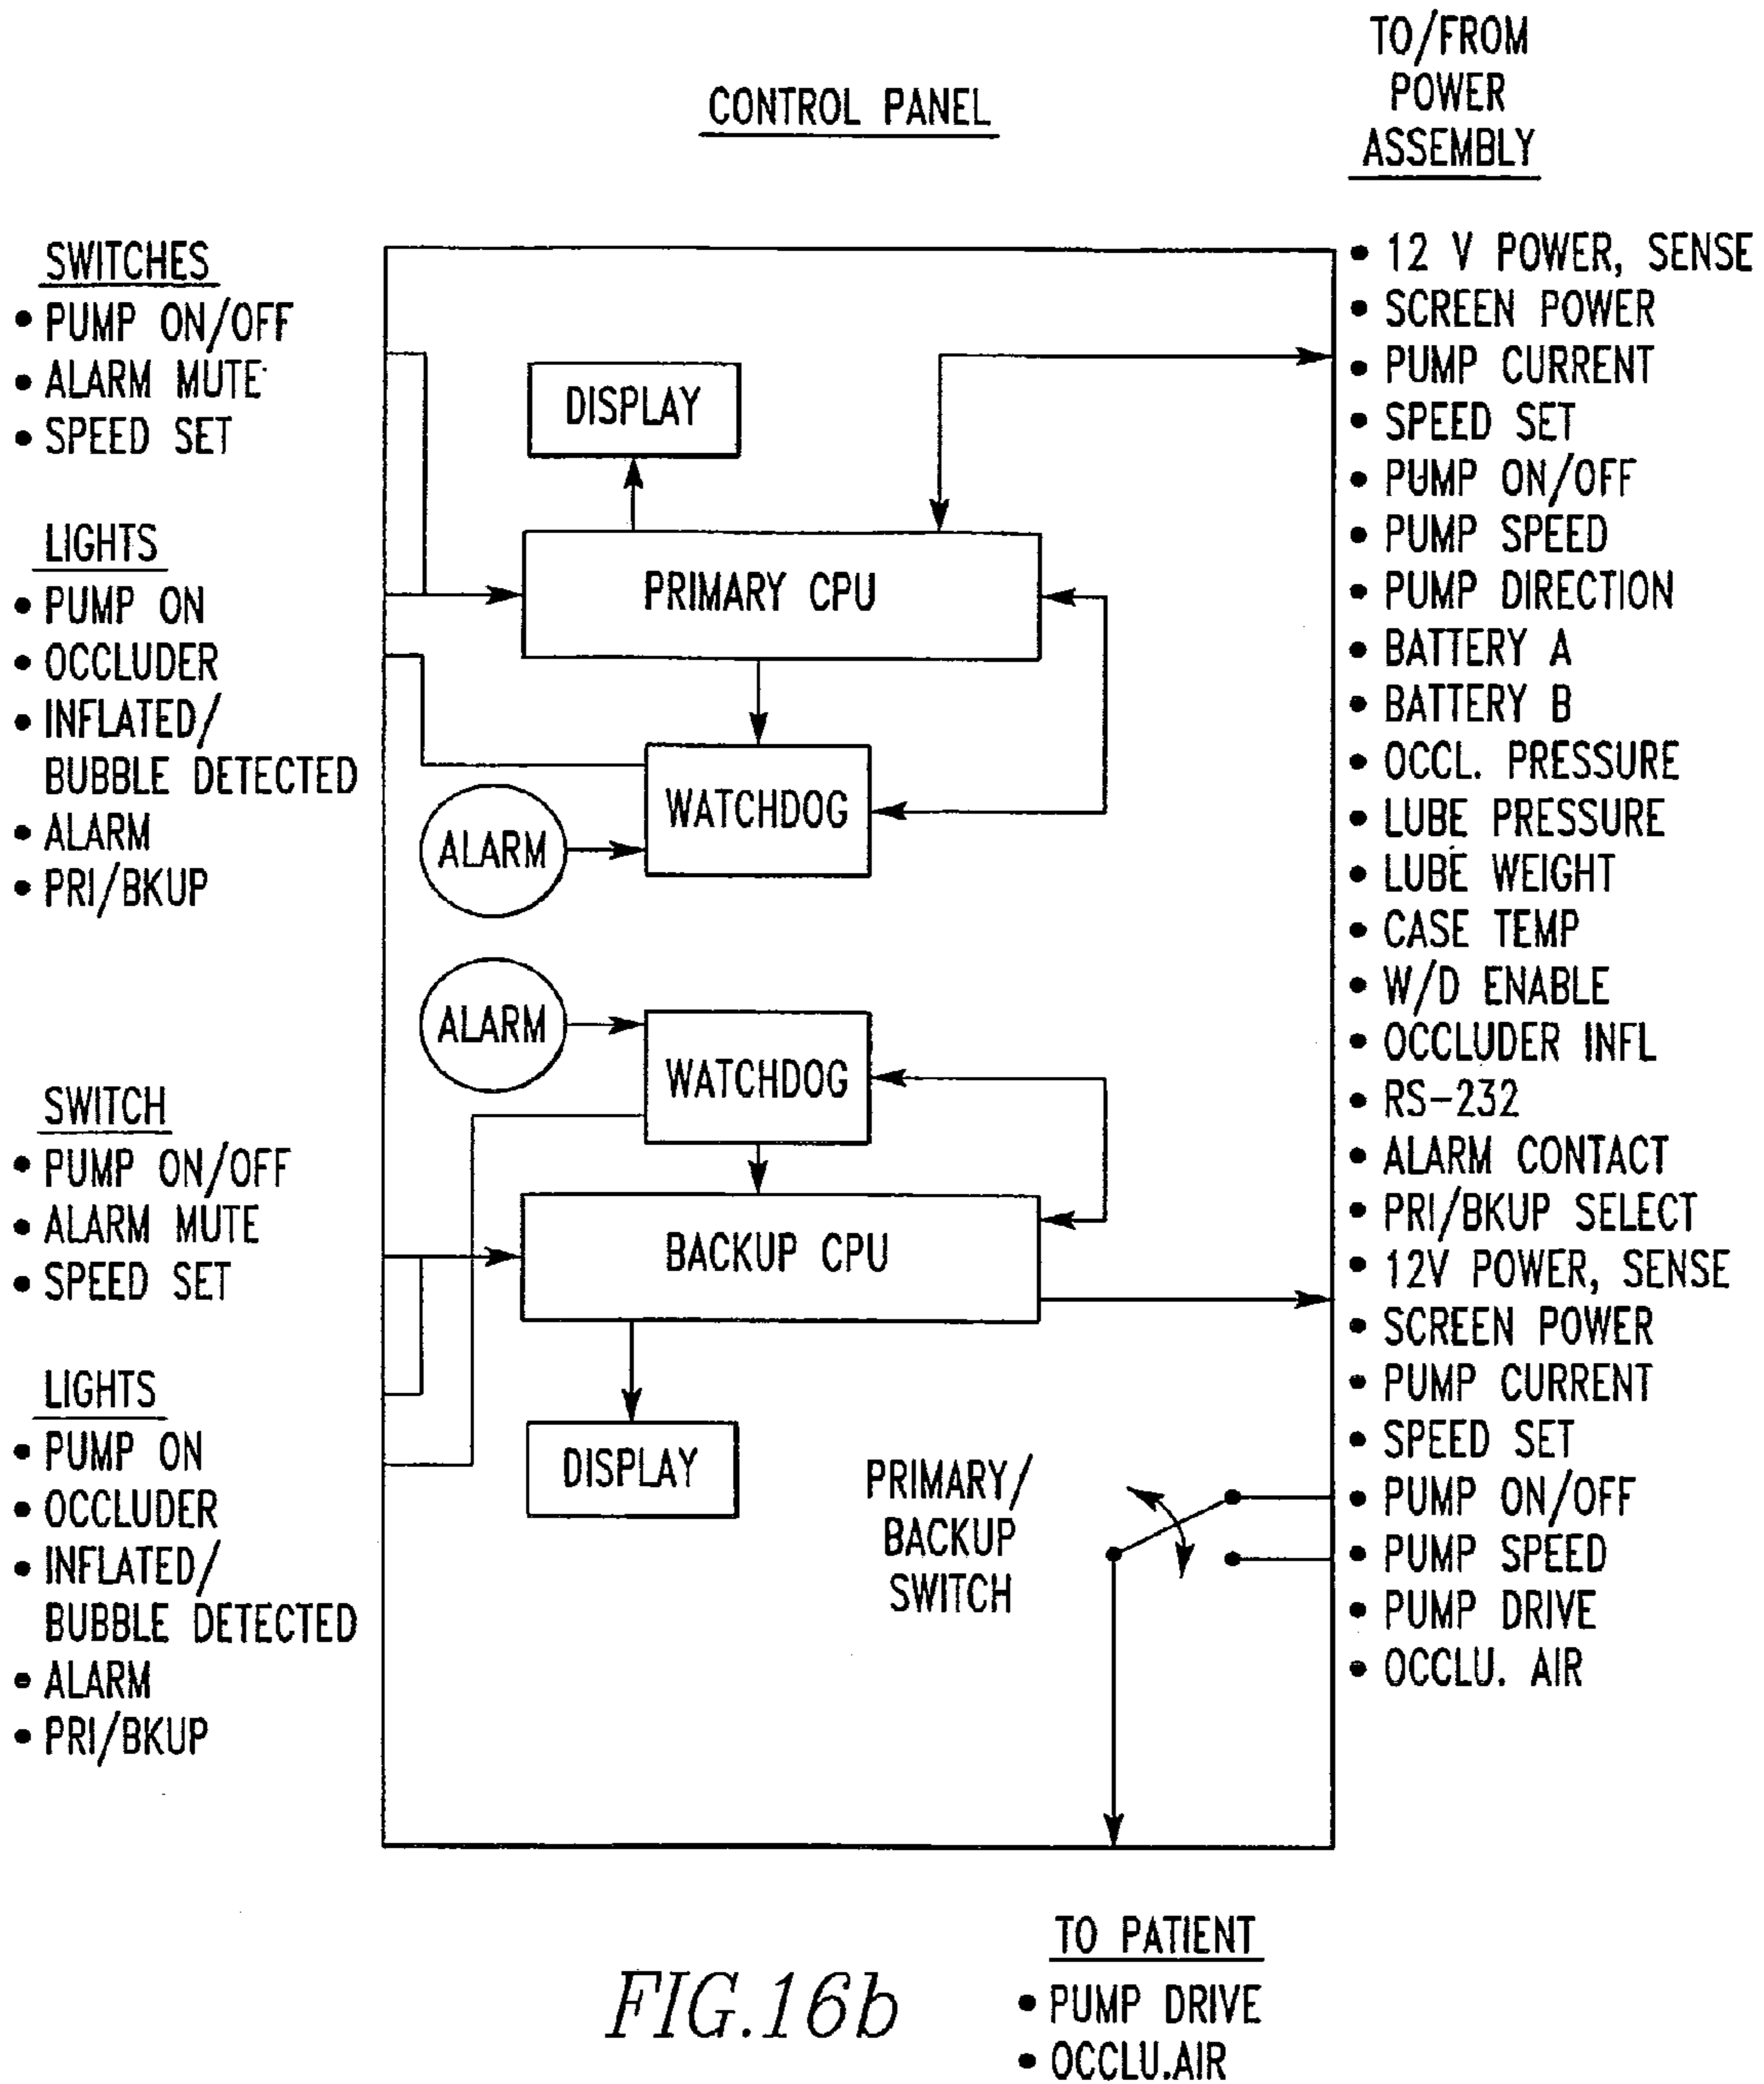 CONTROL PANEL
TO/FROM
POWER
ASSEMBLY
SWITCHES
• PUMP ON/OFF
• ALARM MUTE
• SPEED SET
LIGHTS
• PUMP ON
• OCCLUDER
• INFLATED/
BUBBLE DETECTED
• ALARM
• PRI/BKUP
SWITCH
• PUMP ON/OFF
• ALARM MUTE
• SPEED SET
LIGHTS
• PUMP ON
• OCCLUDER
• INFLATED/
BUBBLE DETECTED
• ALARM
• PRI/BKUP
DISPLAY
PRIMARY CPU
WATCHDOG
ALARM
ALARM
WATCHDOG
BACKUP CPU
DISPLAY
PRIMARY/
BACKUP
SWITCH
• 12 V POWER, SENSE
• SCREEN POWER
• PUMP CURRENT
• SPEED SET
• PUMP ON/OFF
• PUMP SPEED
• PUMP DIRECTION
• BATTERY A
• BATTERY B
• OCCL. PRESSURE
• LUBE PRESSURE
• LUBE WEIGHT
• CASE TEMP
• W/D ENABLE
• OCCLUDER INFL
• RS-232
• ALARM CONTACT
• PRI/BKUP SELECT
• 12V POWER, SENSE
• SCREEN POWER
• PUMP CURRENT
• SPEED SET
• PUMP ON/OFF
• PUMP SPEED
• PUMP DRIVE
• OCCLU. AIR
TO PATIENT
• PUMP DRIVE
• OCCLU.AIR
FIG.16b